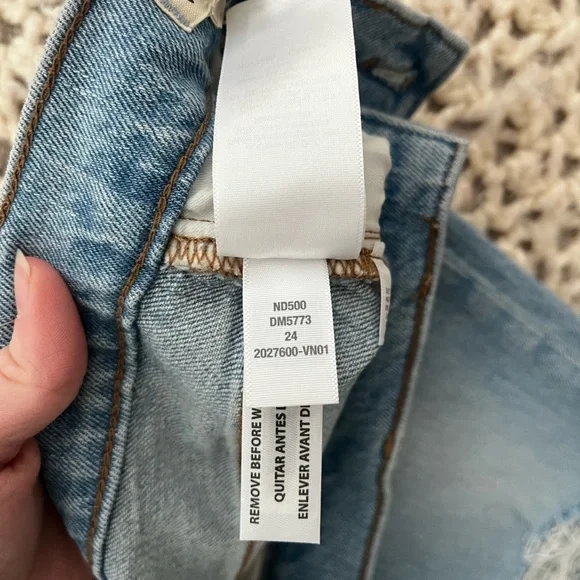 ND500
DM5773
24
2027600-VN01
REMOVE BEFORE W
QUITAR ANTES
ENLEVER AVANT D